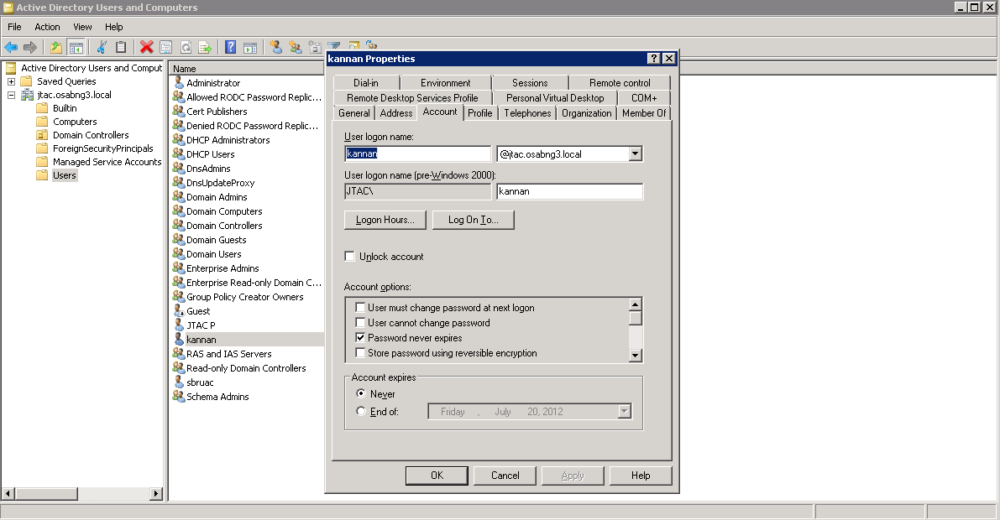 Active Directory Users and Computers
File Action View Help
Active Directory Users and Comput
Saved Queries
jtac.osabng3.local
Builtin
Computers
Domain Controllers
ForeignSecurityPrincipals
Managed Service Accounts
Users
Name
Administrator
Allowed RODC Password Replic...
Cert Publishers
Denied RODC Password Replic...
DHCP Administrators
DHCP Users
DnsAdmins
DnsUpdateProxy
Domain Admins
Domain Computers
Domain Controllers
Domain Guests
Domain Users
Enterprise Admins
Enterprise Read-only Domain C...
Group Policy Creator Owners
Guest
JTAC P
kannan
RAS and IAS Servers
Read-only Domain Controllers
sbruac
Schema Admins
kannan Properties
Dial-in Environment Sessions Remote control
Remote Desktop Services Profile Personal Virtual Desktop COM+
General Address Account Profile Telephones Organization Member Of
User logon name:
kannan @jtac.osabng3.local
User logon name (pre-Windows 2000):
JTAC\ kannan
Logon Hours... Log On To...
Unlock account
Account options:
User must change password at next logon
User cannot change password
Password never expires
Store password using reversible encryption
Account expires
Never
End of: Friday , July 20, 2012
OK Cancel Apply Help